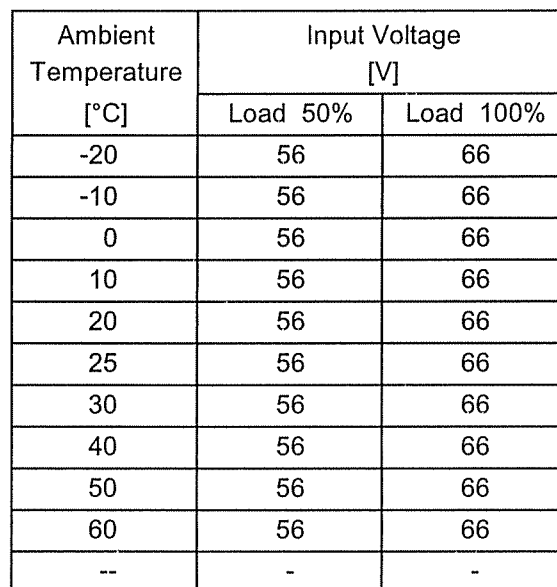 Ambient
Temperature
[°C]
Input Voltage
[V]
Load 50% Load 100%
-20 56 66
-10 56 66
0 56 66
10 56 66
20 56 66
25 56 66
30 56 66
40 56 66
50 56 66
60 56 66
-- - -